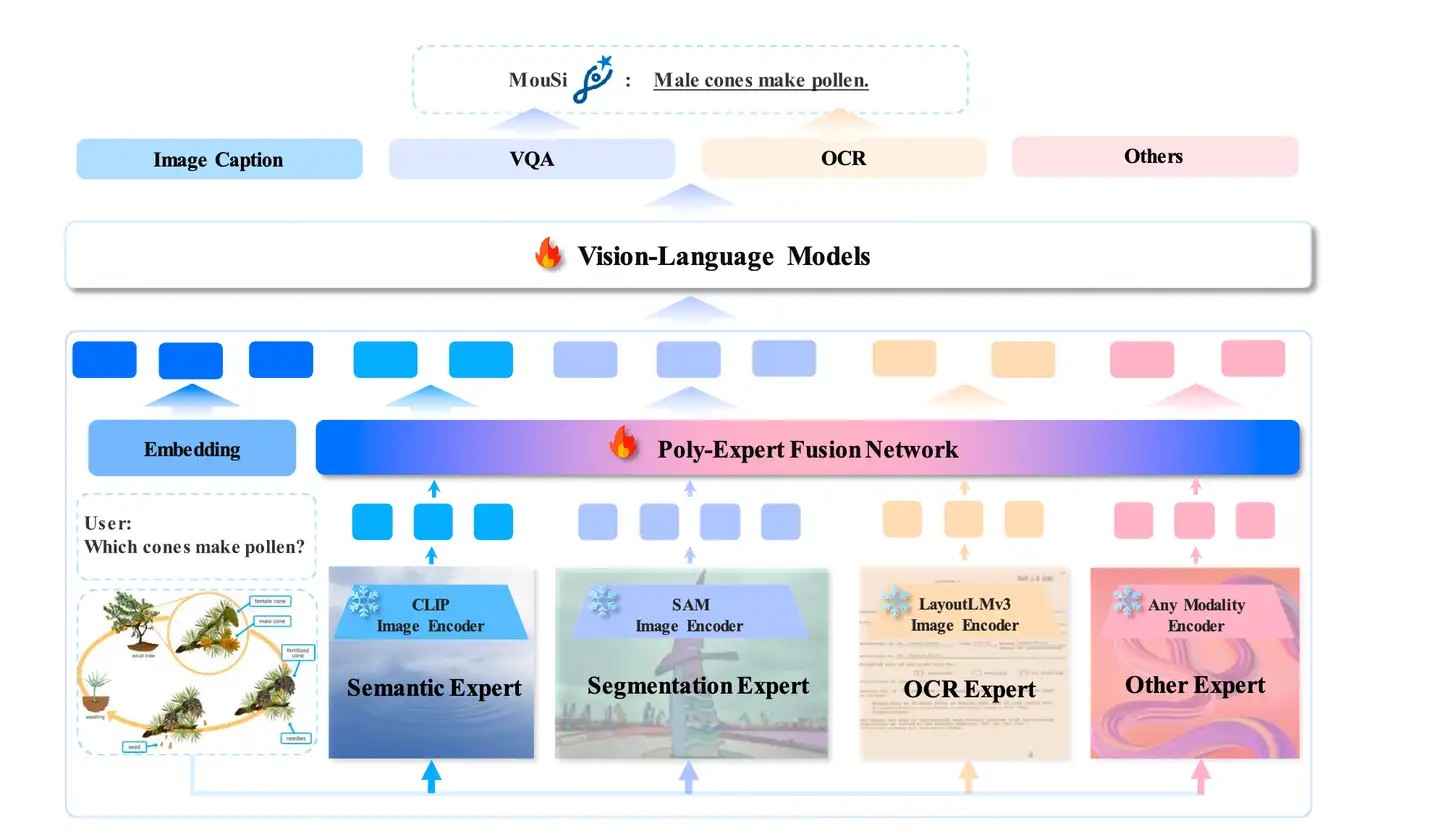 MouSi : Male cones make pollen.
Image Caption
VQA
OCR
Others
Vision-Language Models
Embedding
Poly-Expert Fusion Network
User:
Which cones make pollen?
female cone
male cone
adult tree
fertilized
cone
seedling
seed
needles
CLIP
Image Encoder
Semantic Expert
SAM
Image Encoder
Segmentation Expert
LayoutLMv3
Image Encoder
OCR Expert
Any Modality
Encoder
Other Expert